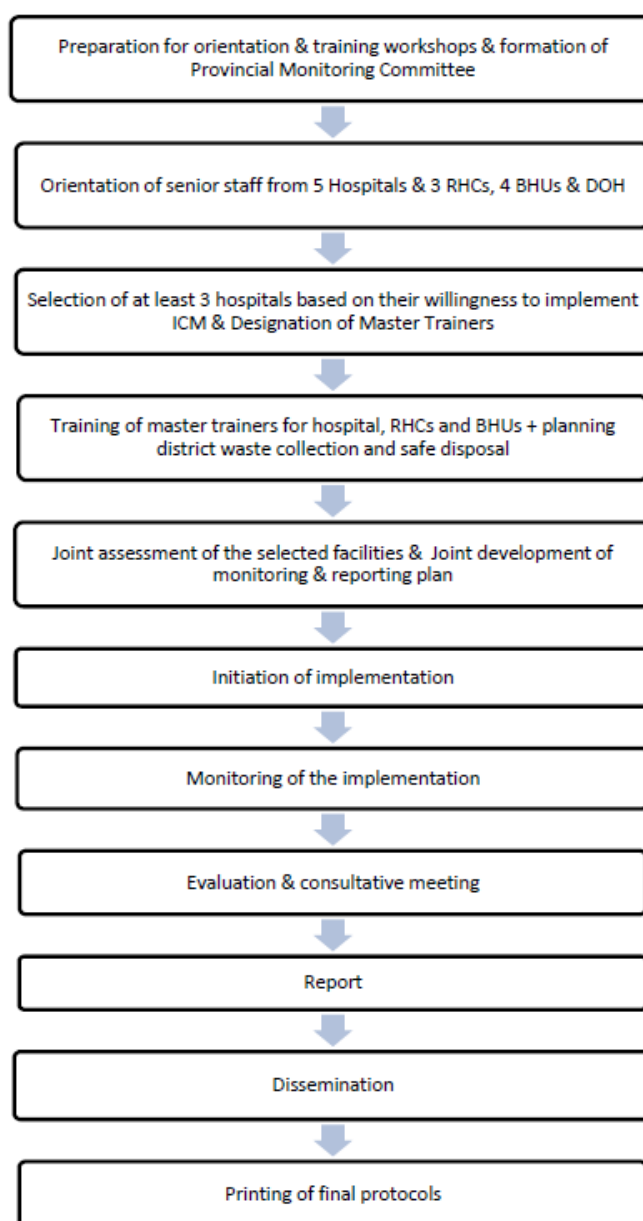 Preparation for orientation & training workshops & formation of
Provincial Monitoring Committee
Orientation of senior staff from 5 Hospitals & 3 RHCs, 4 BHUs & DOH
Selection of at least 3 hospitals based on their willingness to implement
ICM & Designation of Master Trainers
Training of master trainers for hospital, RHCs and BHUs + planning
district waste collection and safe disposal
Joint assessment of the selected facilities & Joint development of
monitoring & reporting plan
Initiation of implementation
Monitoring of the implementation
Evaluation & consultative meeting
Report
Dissemination
Printing of final protocols